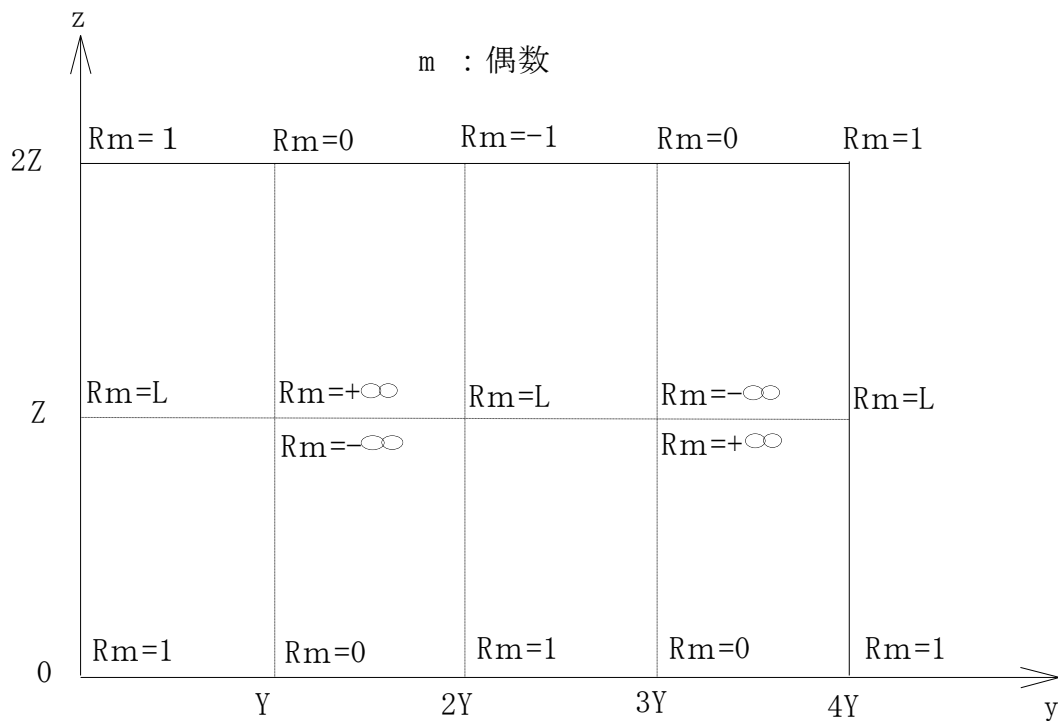 z
m : 偶数
Rm=1 Rm=0 Rm=-1 Rm=0 Rm=1
2Z
Rm=L Rm=+∞ Rm=L Rm=-∞ Rm=L
Z
Rm=-∞ Rm=+∞
Rm=1 Rm=0 Rm=1 Rm=0 Rm=1
0
Y 2Y 3Y 4Y y